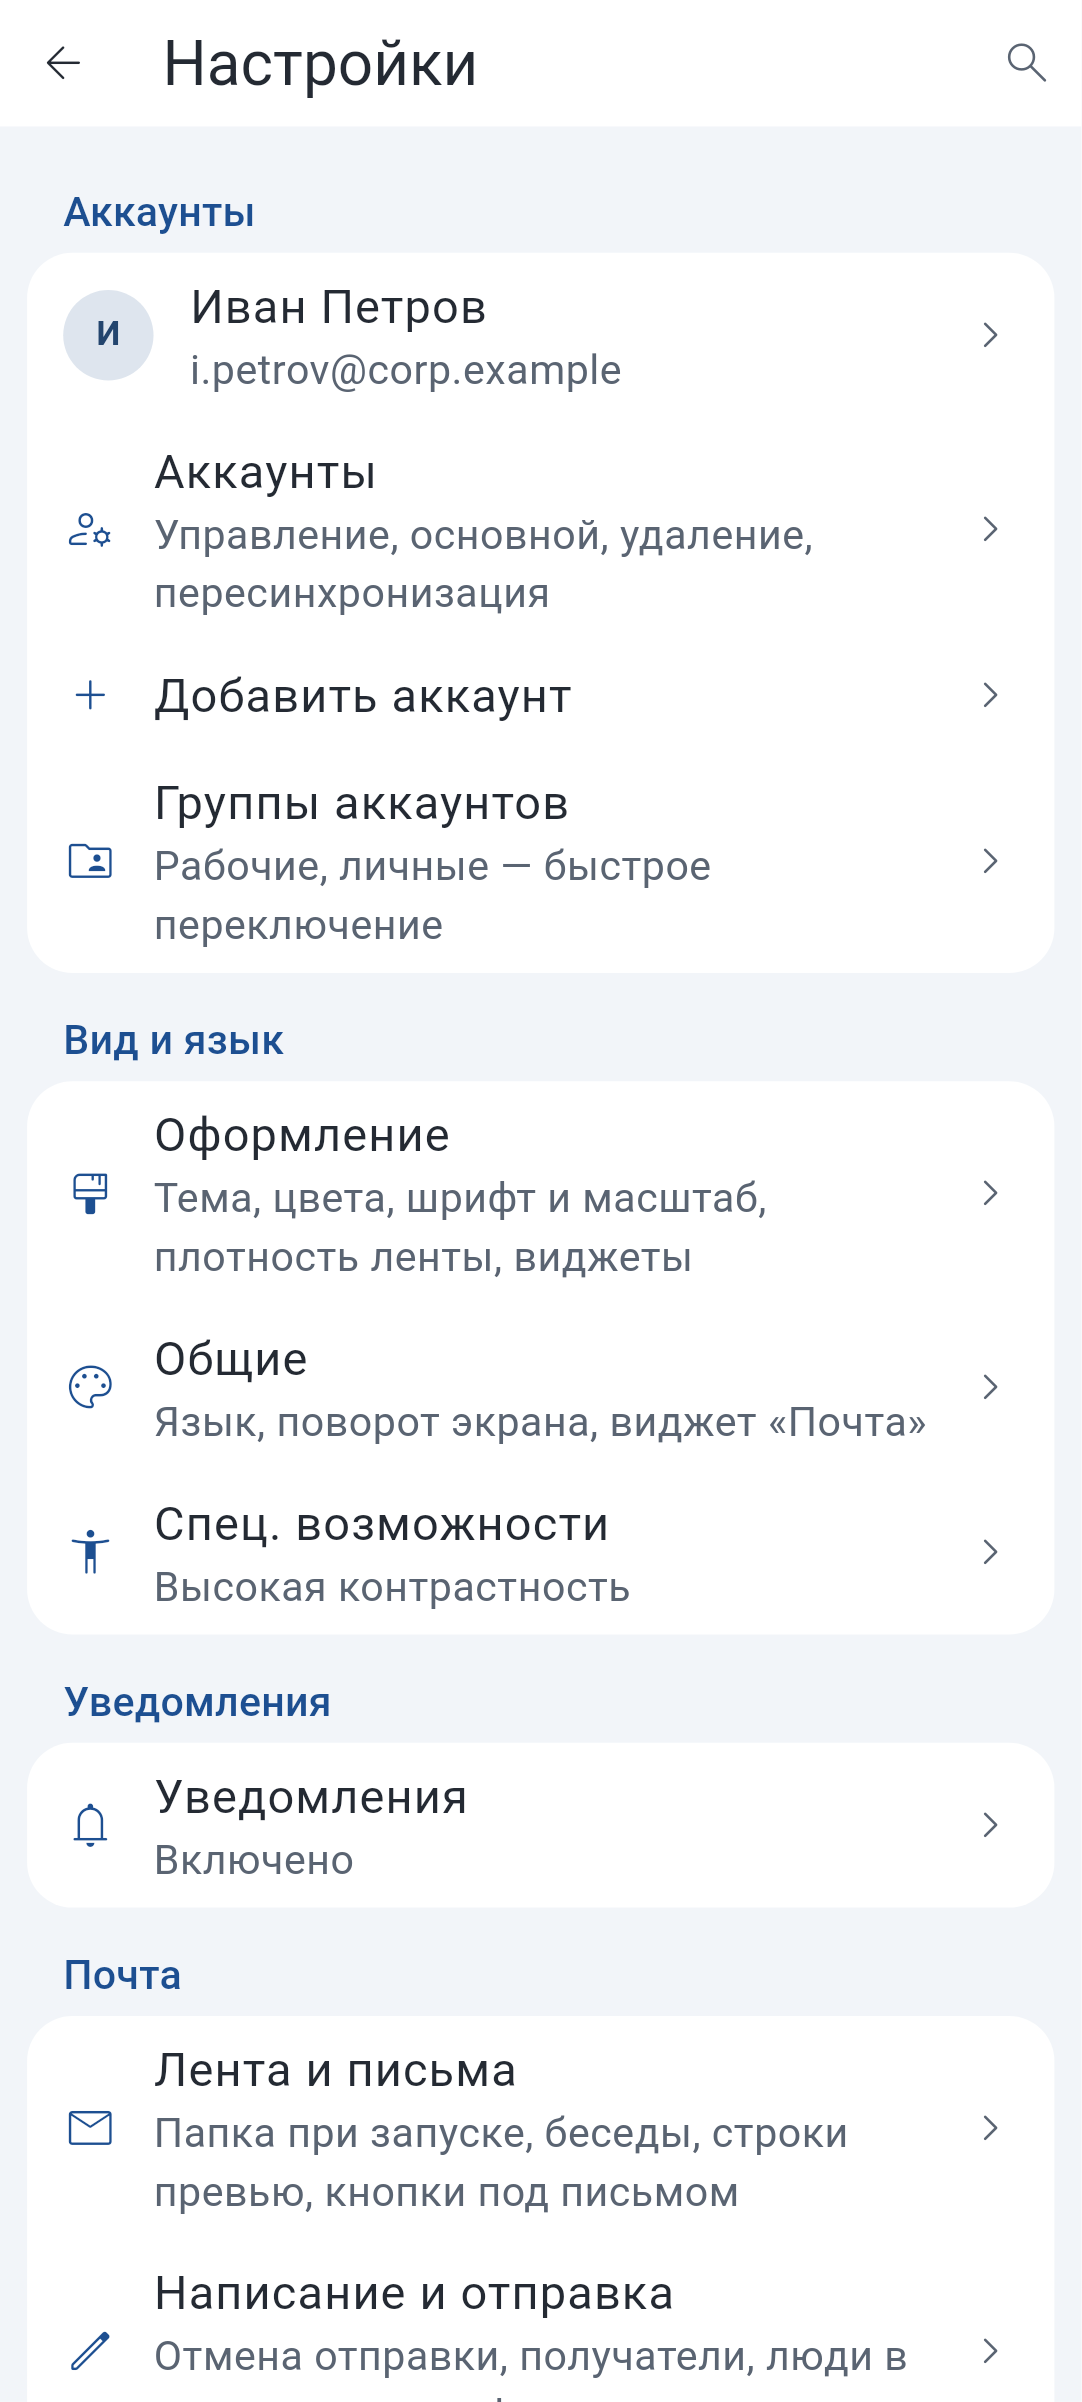 Настройки
Аккаунты
И
Иван Петров
i.petrov@corp.example
Аккаунты
Управление, основной, удаление,
пересинхронизация
Добавить аккаунт
Группы аккаунтов
Рабочие, личные — быстрое
переключение
Вид и язык
Оформление
Тема, цвета, шрифт и масштаб,
плотность ленты, виджеты
Общие
Язык, поворот экрана, виджет «Почта»
Спец. возможности
Высокая контрастность
Уведомления
Уведомления
Включено
Почта
Лента и письма
Папка при запуске, беседы, строки
превью, кнопки под письмом
Написание и отправка
Отмена отправки, получатели, люди в